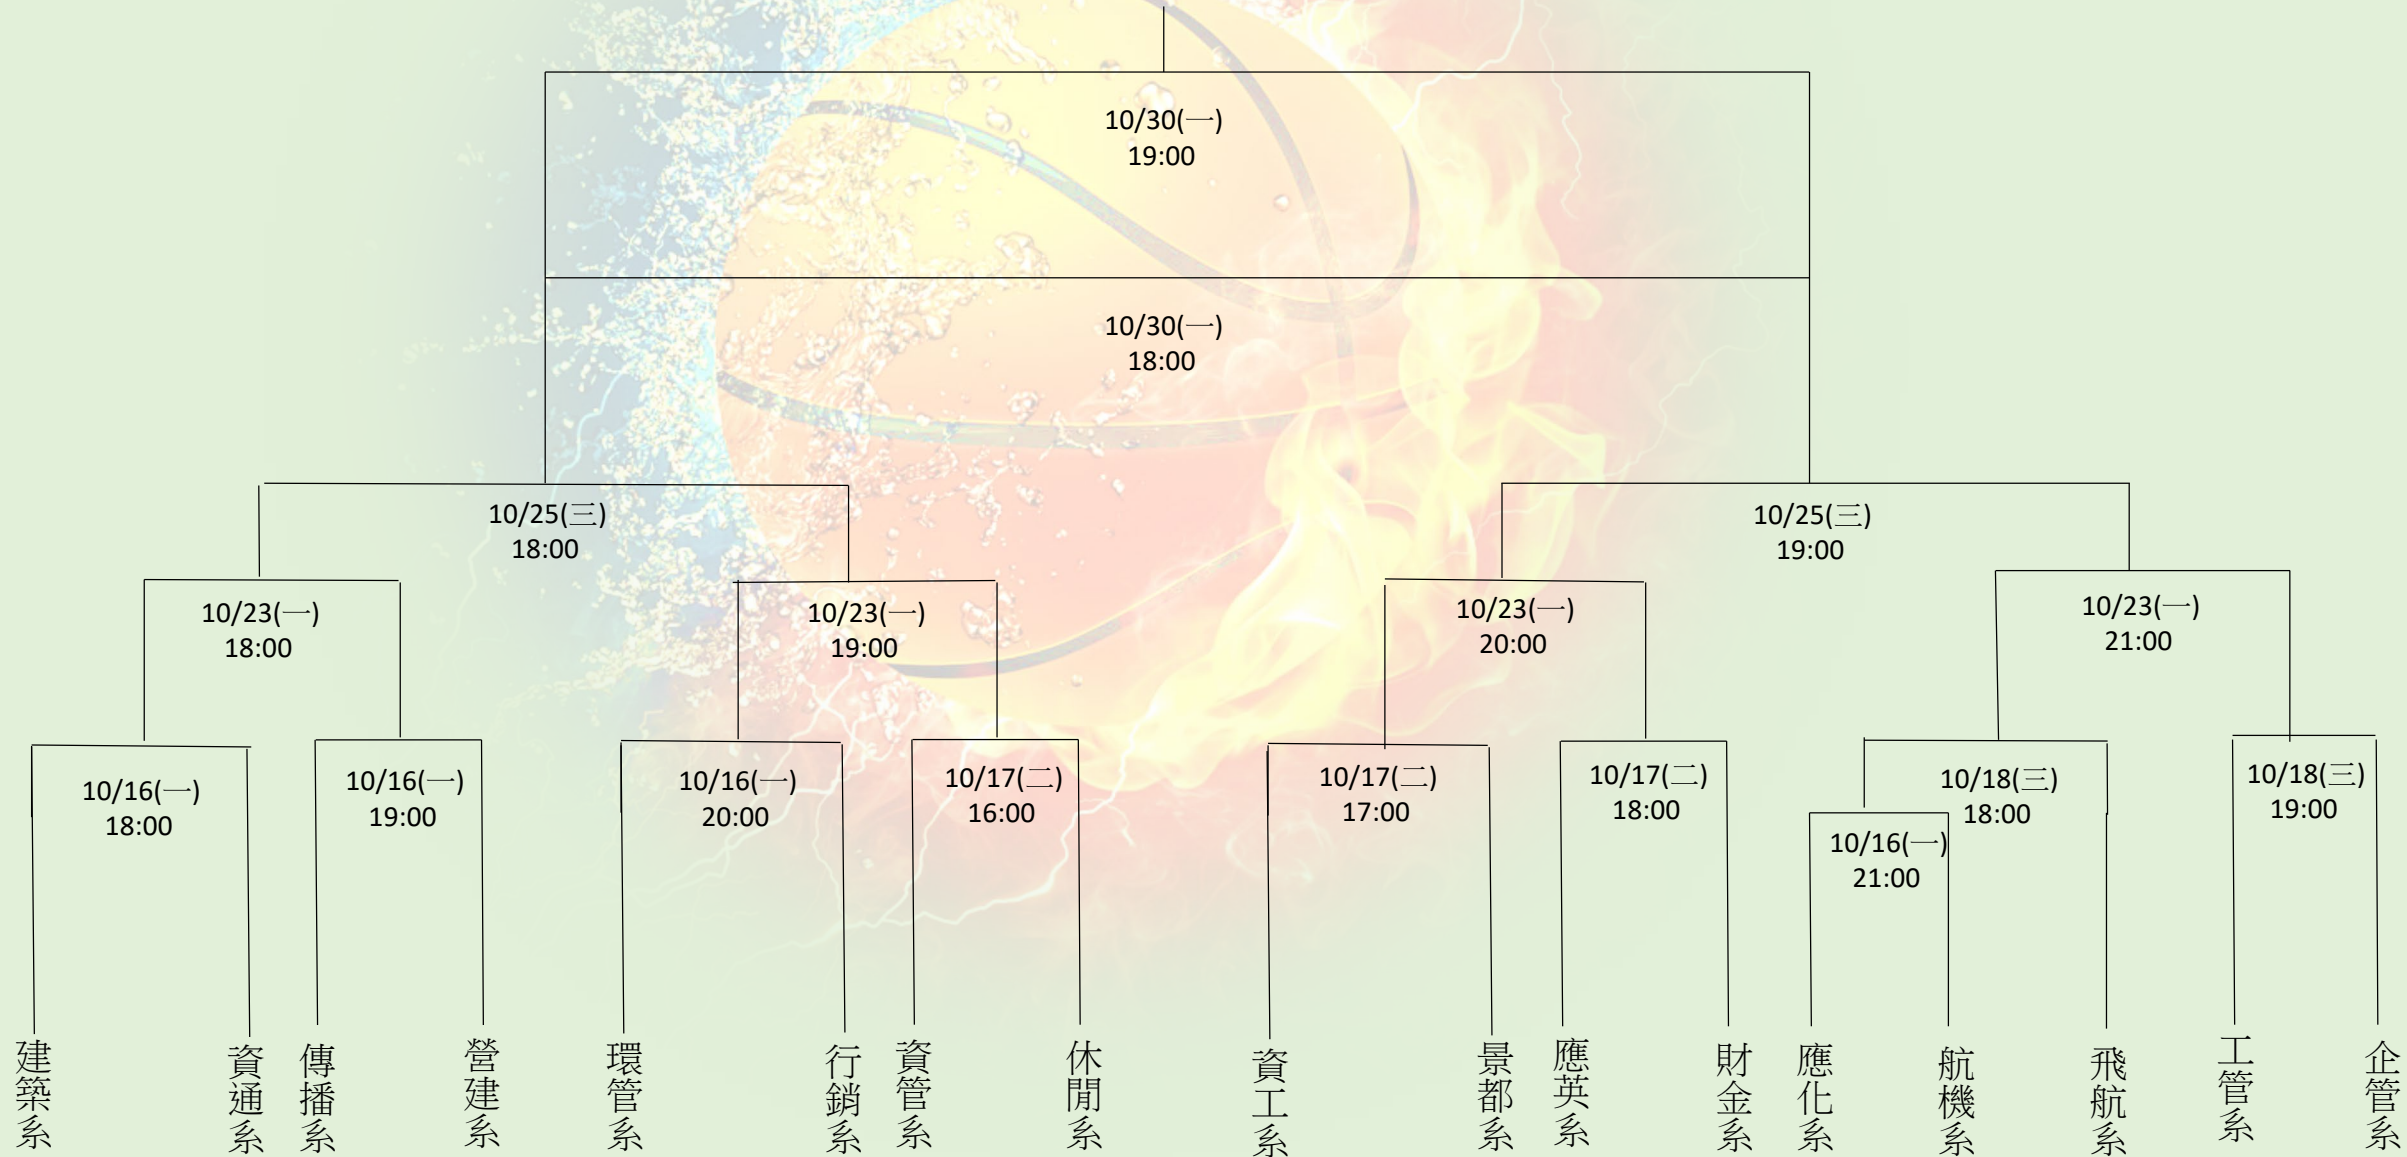 10/30(一)
19:00
10/30(一)
18:00
10/25(三)
18:00
10/25(三)
19:00
10/23(一)
18:00
10/23(一)
19:00
10/23(一)
20:00
10/23(一)
21:00
10/16(一)
18:00
10/16(一)
19:00
10/16(一)
20:00
10/17(二)
16:00
10/17(二)
17:00
10/17(二)
18:00
10/18(三)
18:00
10/18(三)
19:00
10/16(一)
21:00
建築系
資通系
傳播系
營建系
環管系
行銷系
資管系
休閒系
資工系
景都系
應英系
財金系
應化系
航機系
飛航系
工管系
企管系